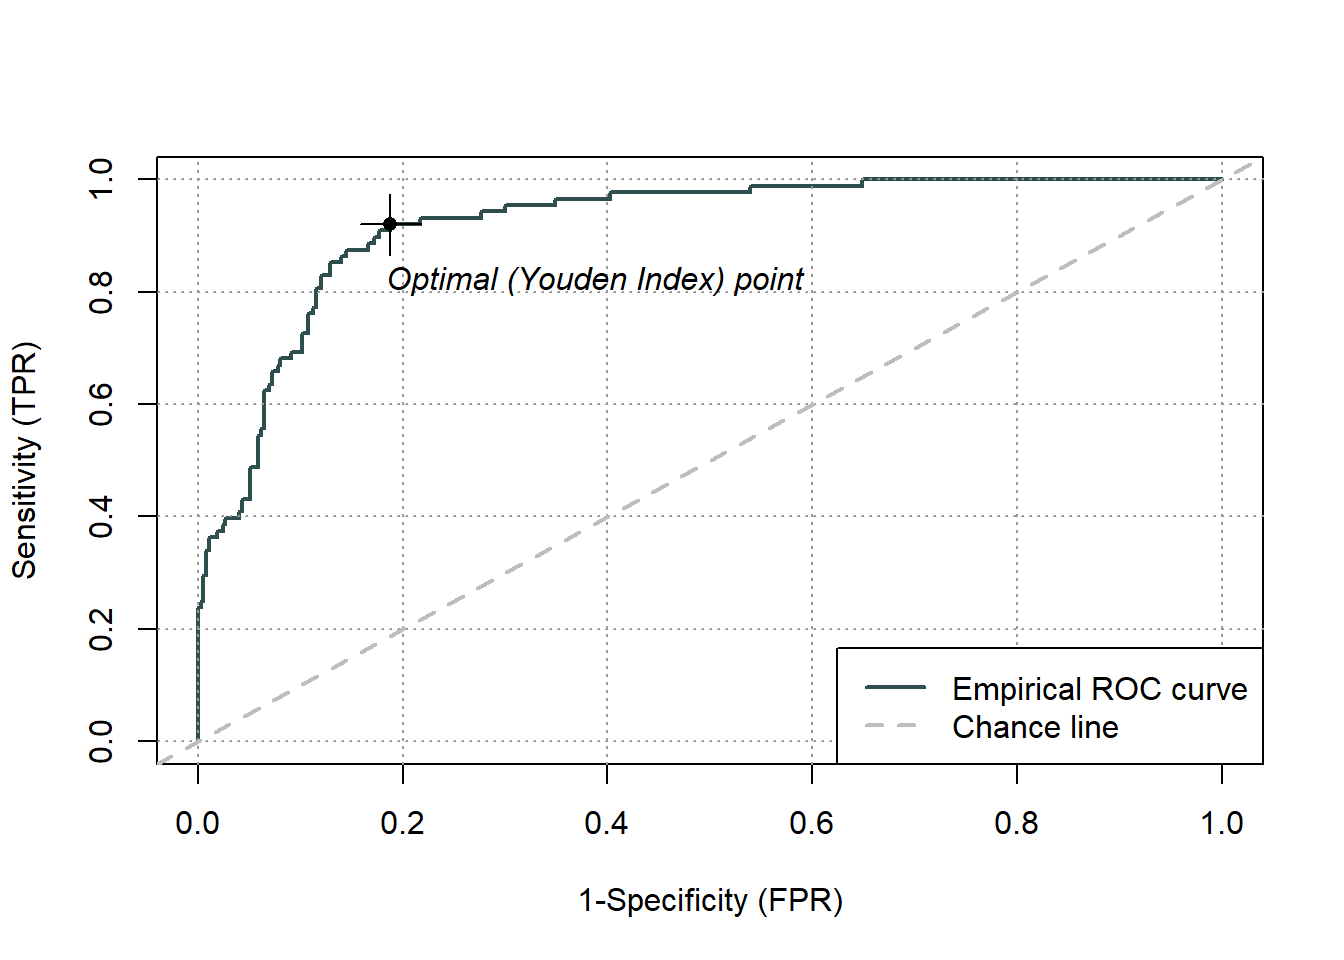 1.0
0.8
0.6
0.4
0.2
0.0
Sensitivity (TPR)
Optimal (Youden Index) point
Empirical ROC curve
Chance line
0.0 0.2 0.4 0.6 0.8 1.0
1-Specificity (FPR)